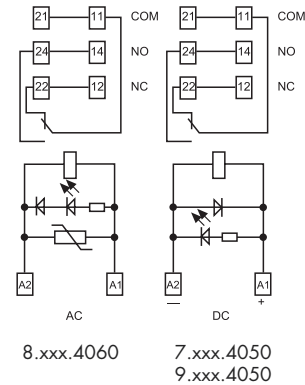 21 11 COM 21 11 COM
24 14 NO 24 14 NO
22 12 NC 22 12 NC
A2 A1 A2 A1
— +
AC DC
8.xxx.4060 7.xxx.4050
9.xxx.4050